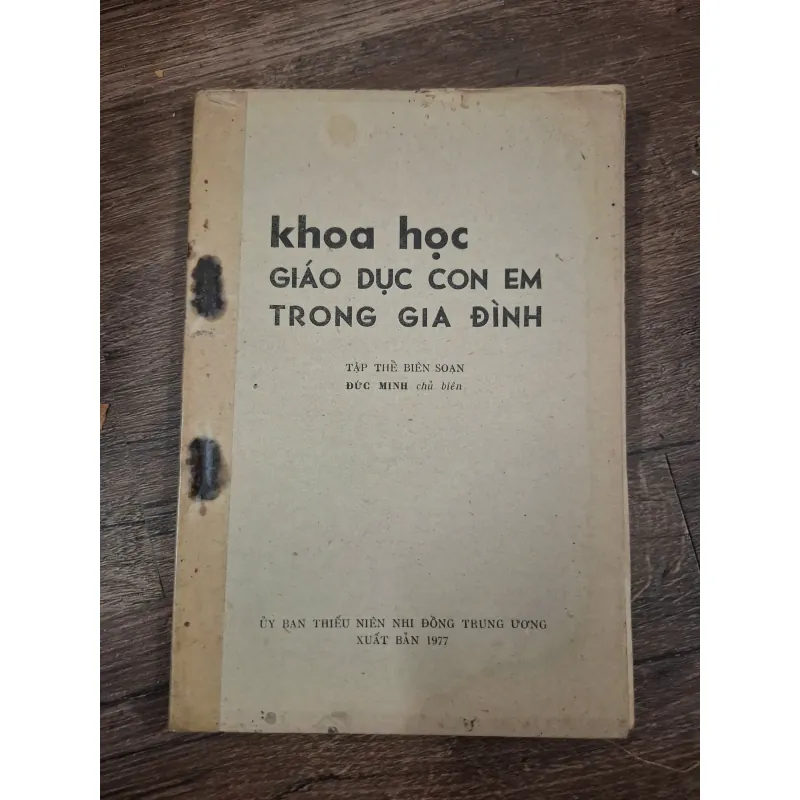 khoa học
GIÁO DỤC CON EM
TRONG GIA ĐÌNH
TẬP THỂ BIÊN SOẠN
ĐỨC MINH chủ biên
ỦY BAN THIẾU NIÊN NHI ĐỒNG TRUNG ƯƠNG
XUẤT BẢN 1977